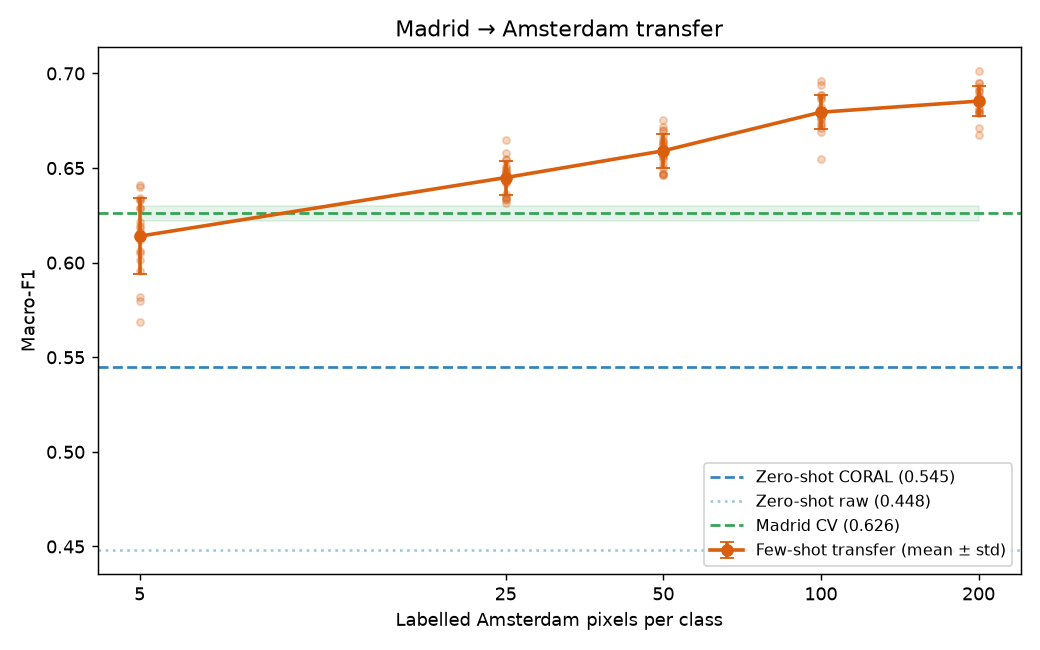 Madrid → Amsterdam transfer
Macro-F1
0.70
0.65
0.60
0.55
0.50
0.45
Zero-shot CORAL (0.545)
Zero-shot raw (0.448)
Madrid CV (0.626)
Few-shot transfer (mean ± std)
5
25
50
100
200
Labelled Amsterdam pixels per class